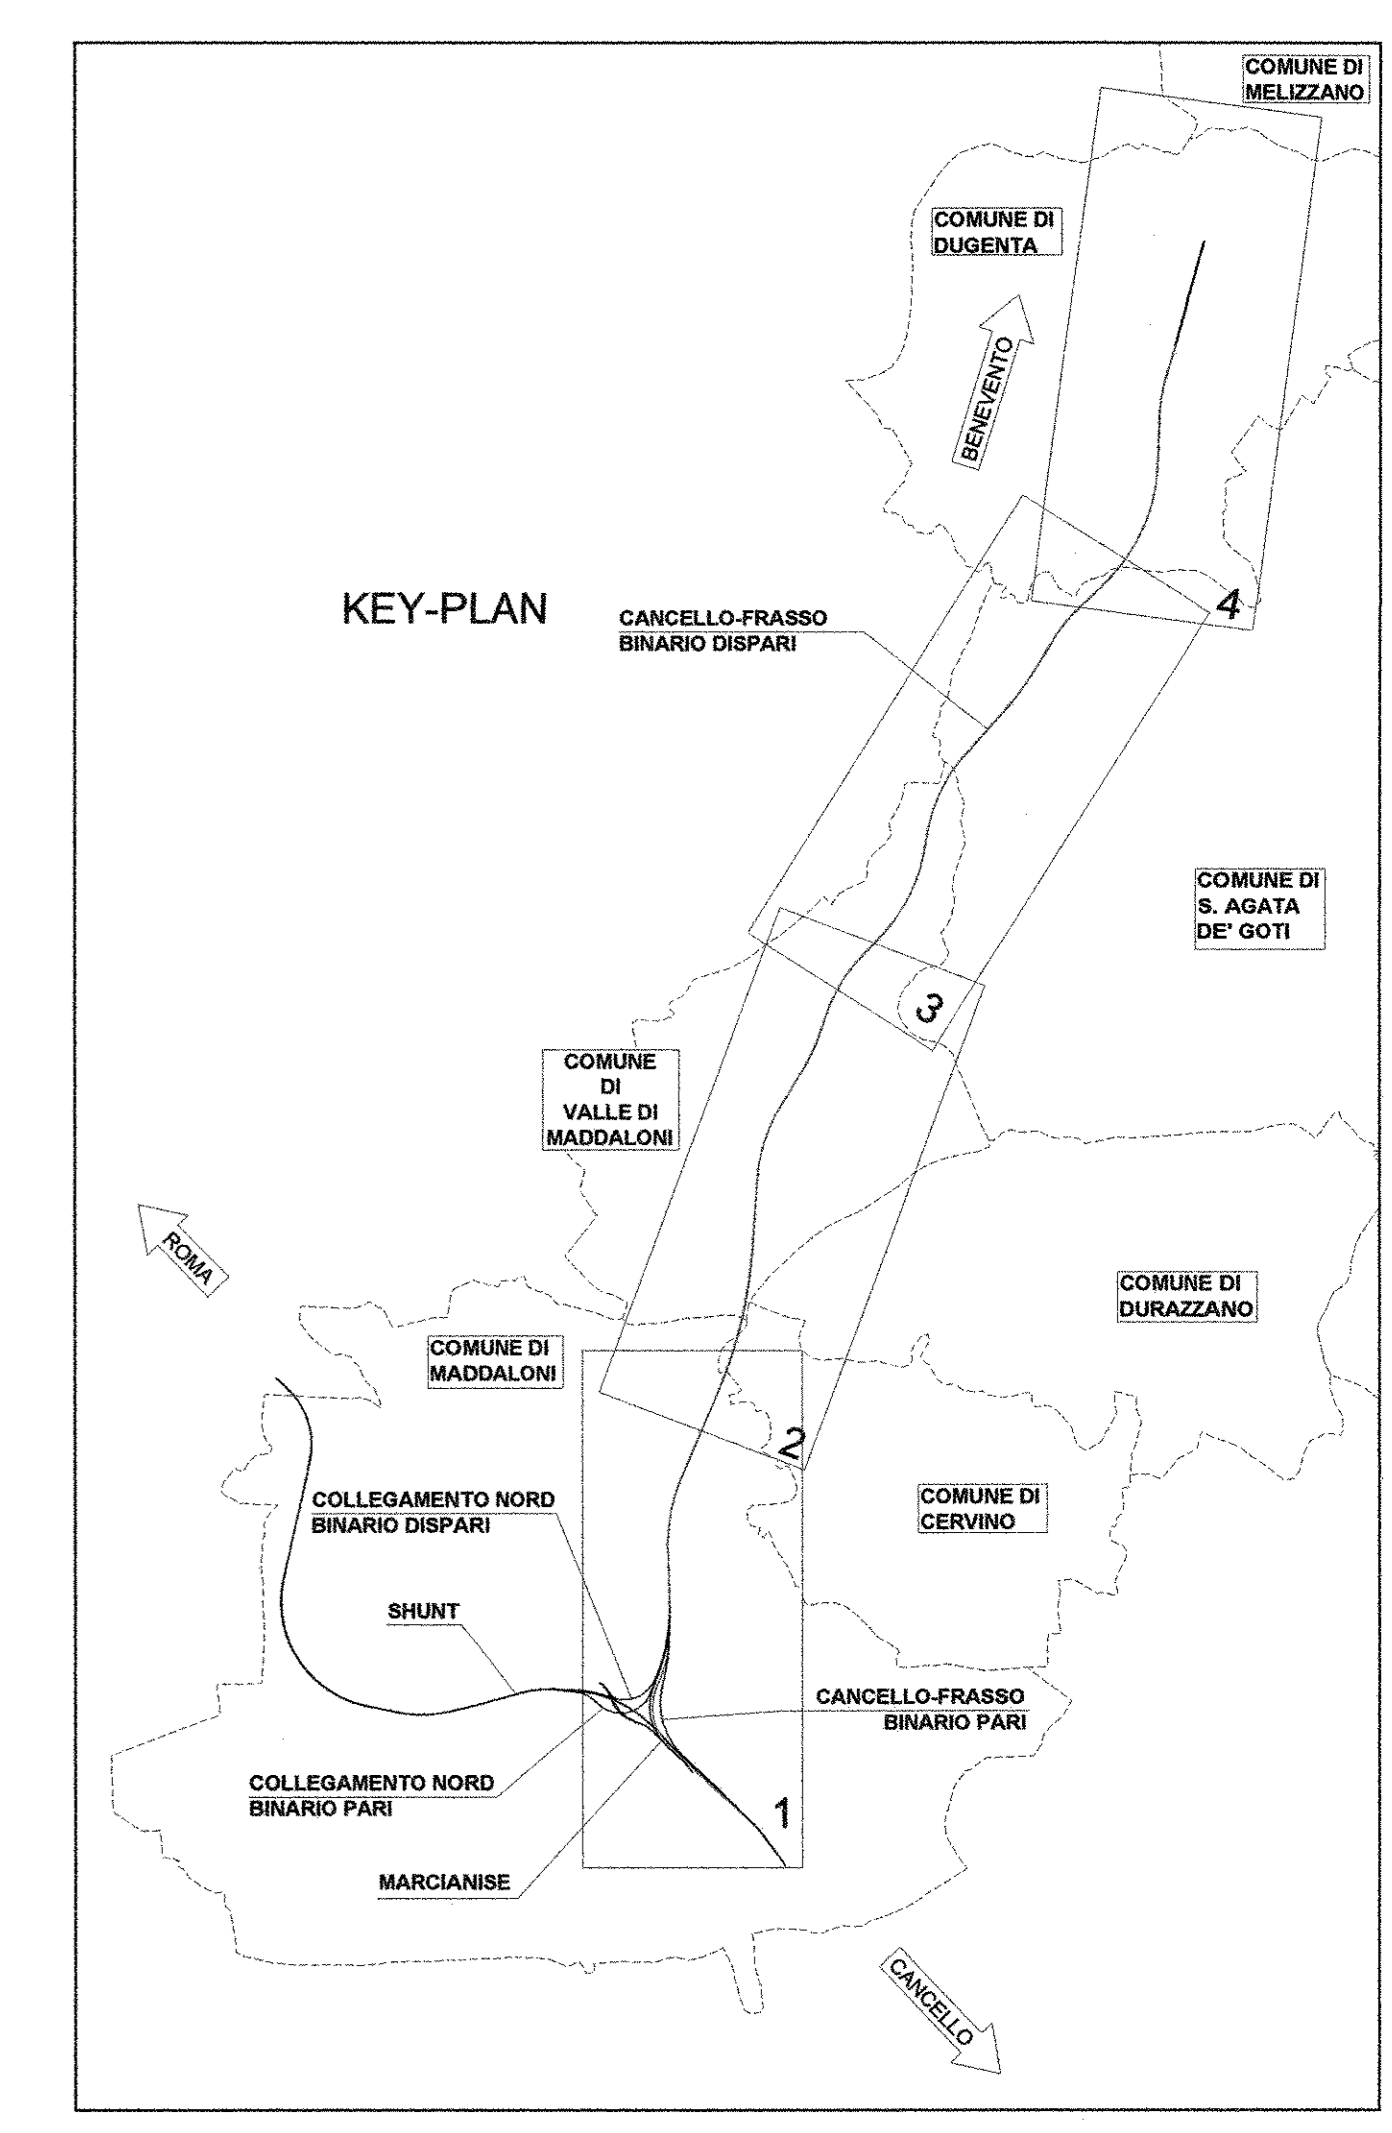 COMUNE DI
MELIZZANO
COMUNE DI
DUGENTA
BENEVENTO
KEY-PLAN
CANCELLO-FRASSO
BINARIO DISPARI
4
COMUNE DI
S. AGATA
DE' GOTI
3
COMUNE
DI
VALLE DI
MADDALONI
ROMA
COMUNE DI
DURAZZANO
COMUNE DI
MADDALONI
2
COLLEGAMENTO NORD
BINARIO DISPARI
COMUNE DI
CERVINO
SHUNT
CANCELLO-FRASSO
BINARIO PARI
COLLEGAMENTO NORD
BINARIO PARI
1
MARCIANISE
CANCELLO